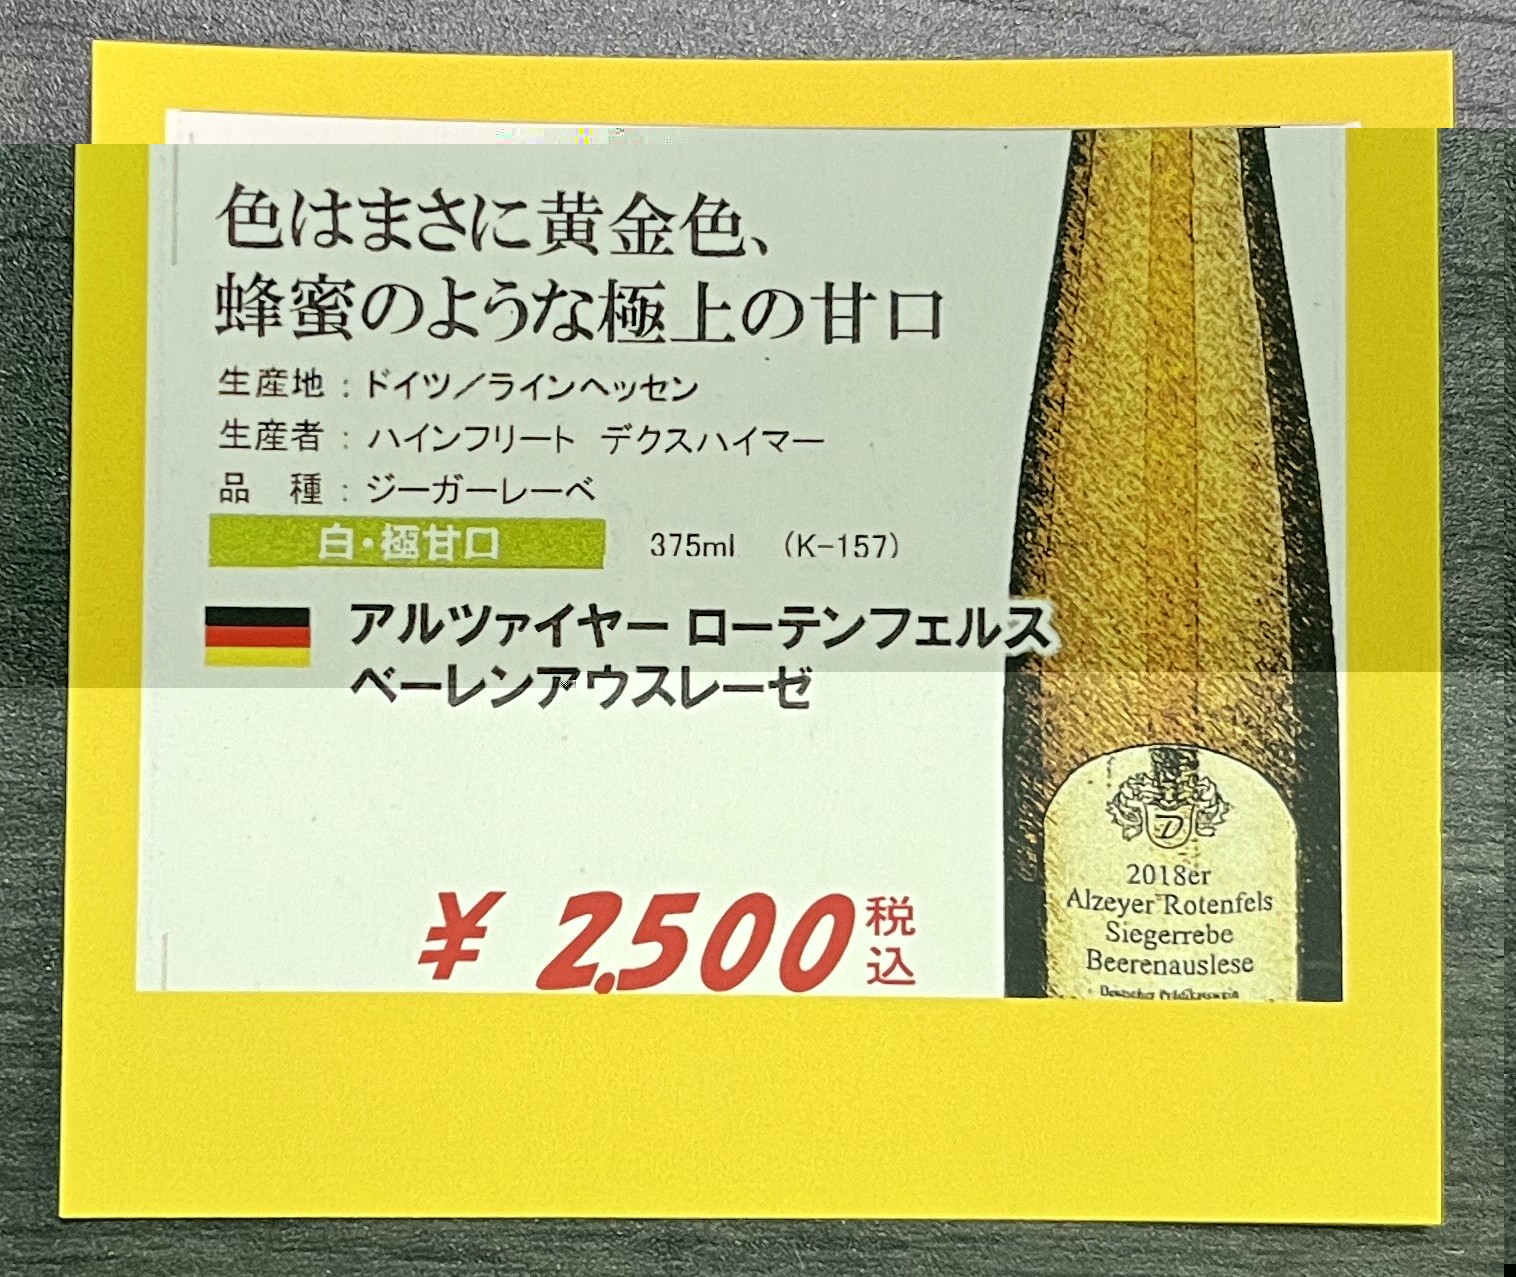 色はまさに黄金色、
蜂蜜のような極上の甘口
生産地：ドイツ／ラインヘッセン
生産者：ハインフリート　デクスハイマー
品　種：ジーガーレーベ
白・極甘口　375ml　（K-157）
アルツァイヤー ローテンフェルス
ベーレンアウスレーゼ
¥ 2,500 税込
D
2018er
Alzeyer Rotenfels
Siegerrebe
Beerenauslese
Deutscher Prädikatswein